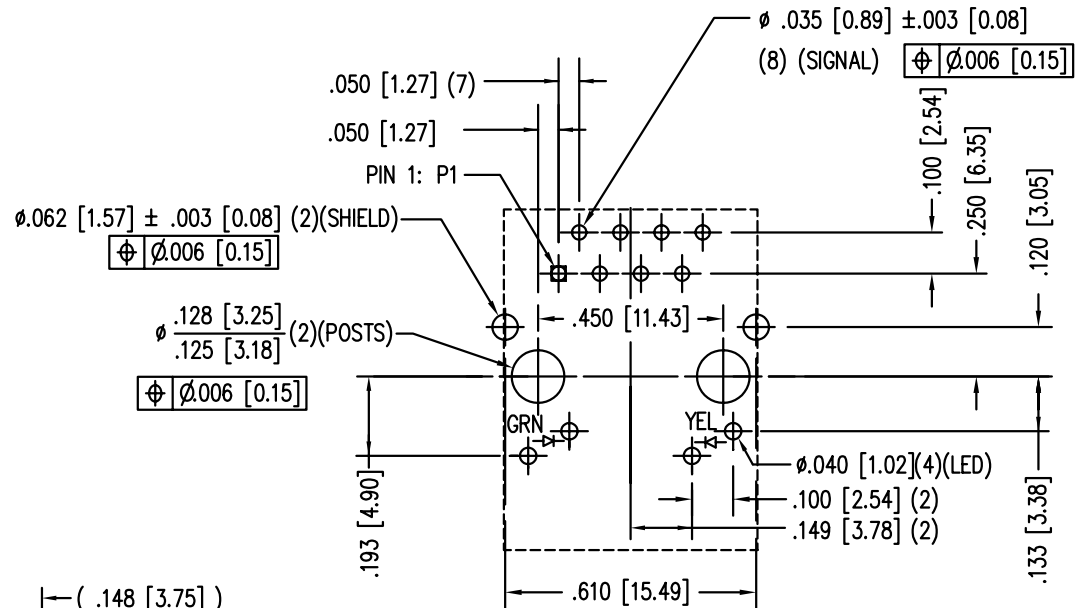 ø .035 [0.89] ±.003 [0.08]
(8) (SIGNAL) ⌖ Ø.006 [0.15]
.050 [1.27] (7)
.050 [1.27]
PIN 1: P1
ø.062 [1.57] ± .003 [0.08] (2)(SHIELD)
⌖ Ø.006 [0.15]
.100 [2.54]
.250 [6.35]
.120 [3.05]
.450 [11.43]
ø .128 [3.25]
.125 [3.18] (2)(POSTS)
⌖ Ø.006 [0.15]
GRN
YEL
ø.040 [1.02](4)(LED)
.100 [2.54] (2)
.149 [3.78] (2)
.193 [4.90]
.133 [3.38]
.610 [15.49]
( .148 [3.75] )